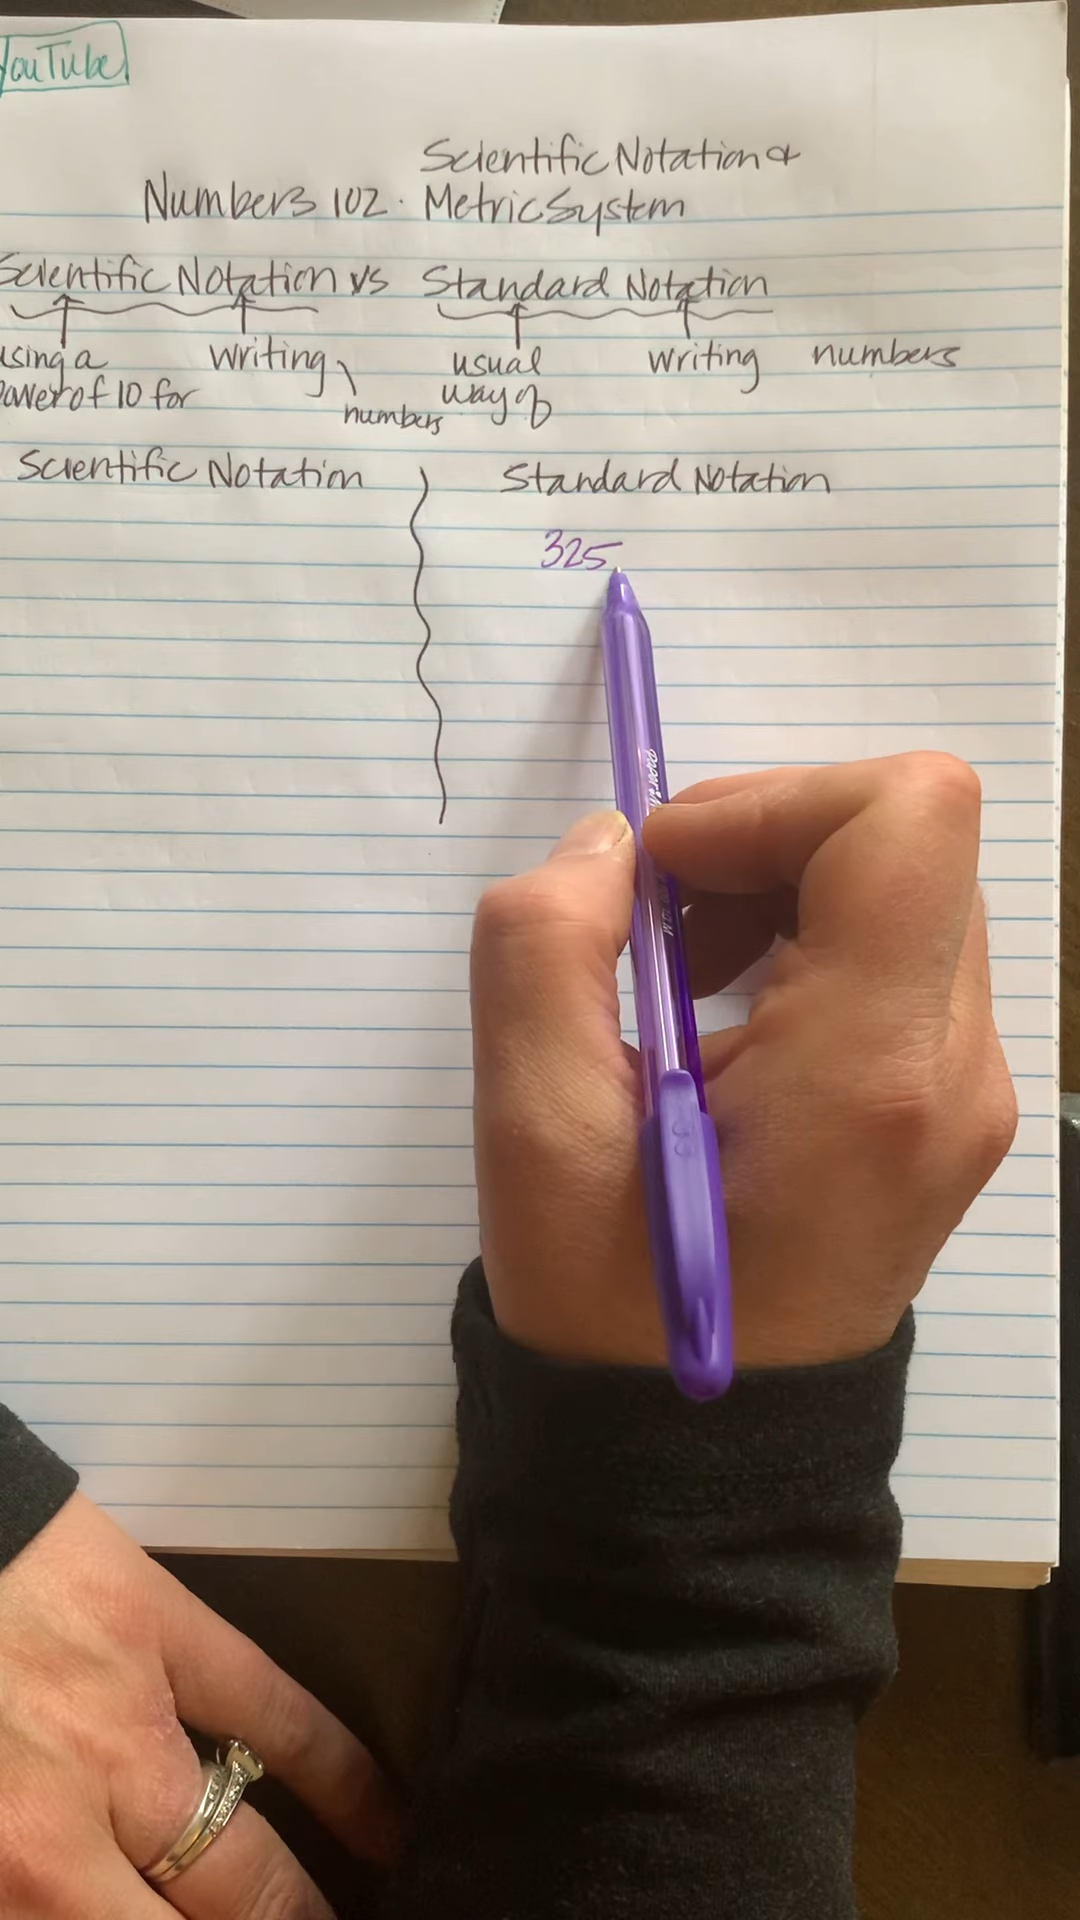 YouTube
Scientific Notation &
Numbers 102. Metric System
Scientific Notation vs Standard Notation
using a writing usual writing numbers
power of 10 for numbers way of
Scientific Notation Standard Notation
325